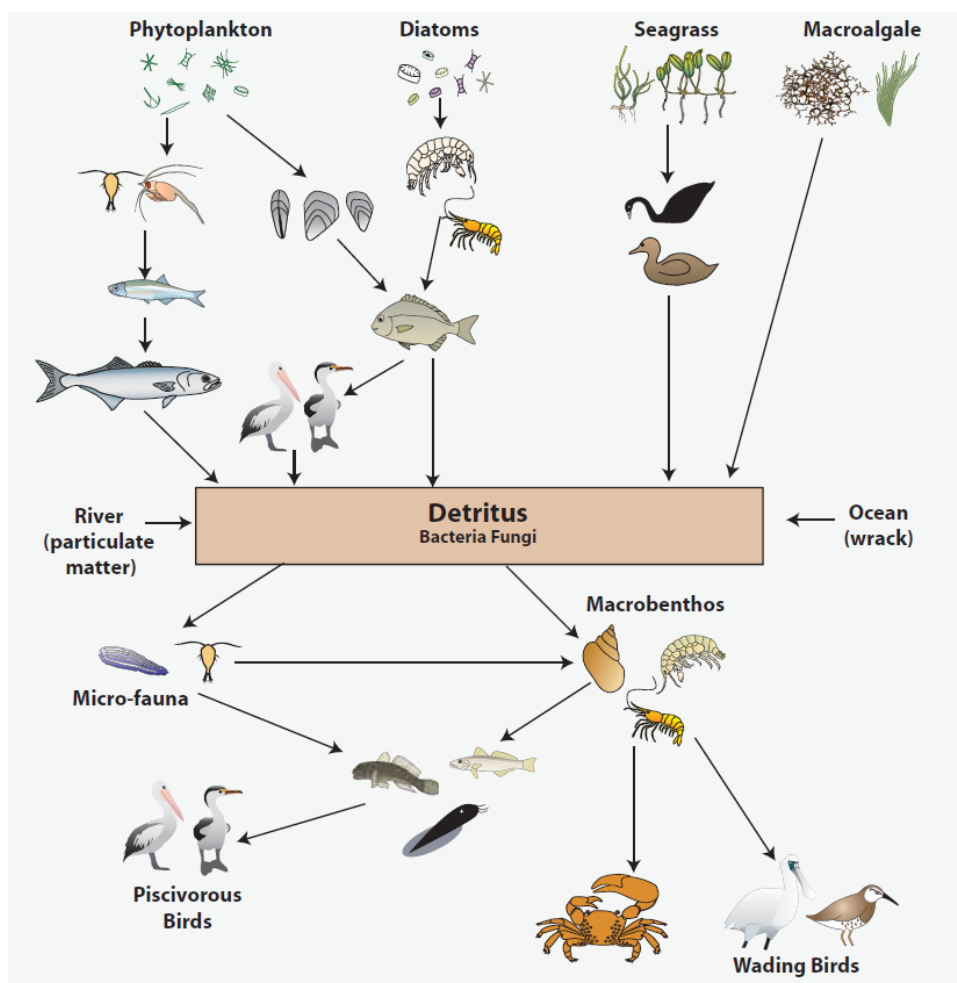 Phytoplankton
Diatoms
Seagrass
Macroalgale
Detritus
Bacteria Fungi
River
(particulate
matter)
Ocean
(wrack)
Macrobenthos
Micro-fauna
Piscivorous
Birds
Wading Birds